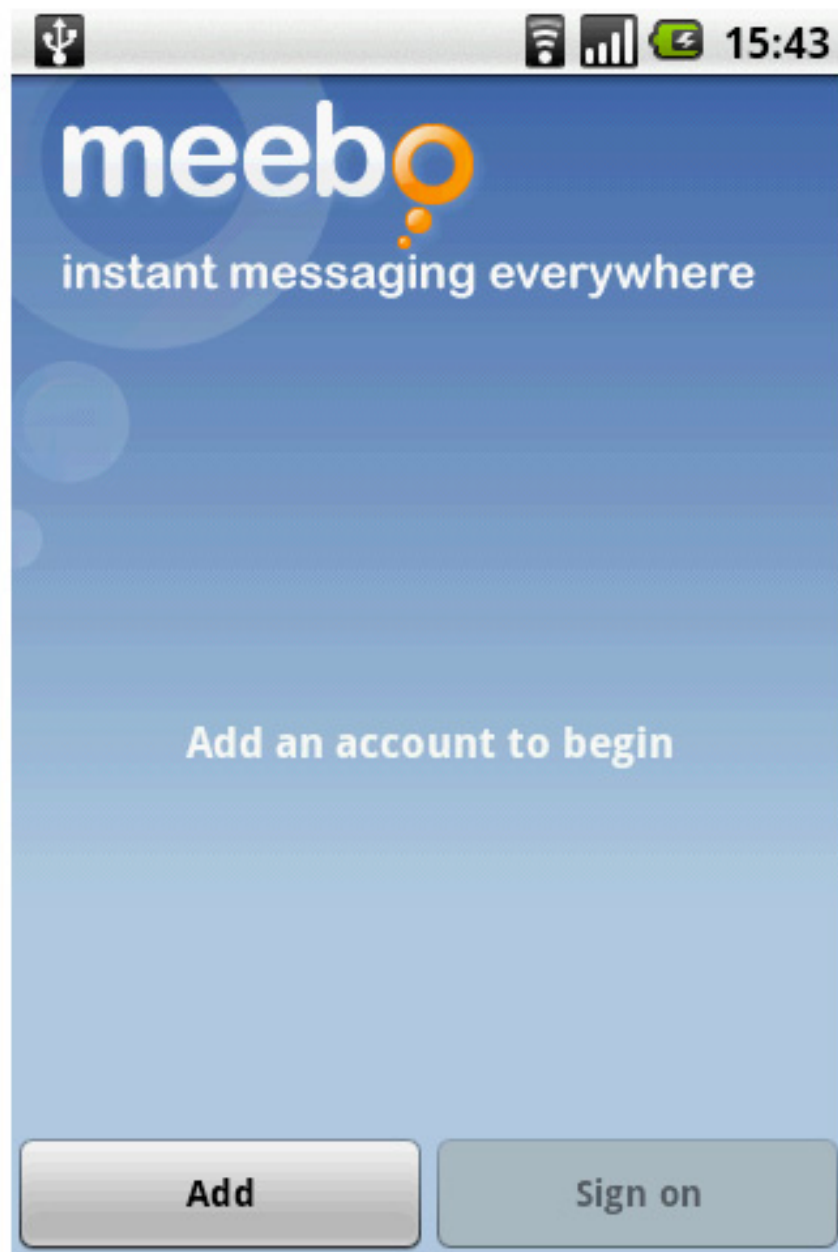 15:43
meebo
instant messaging everywhere
Add an account to begin
Add
Sign on